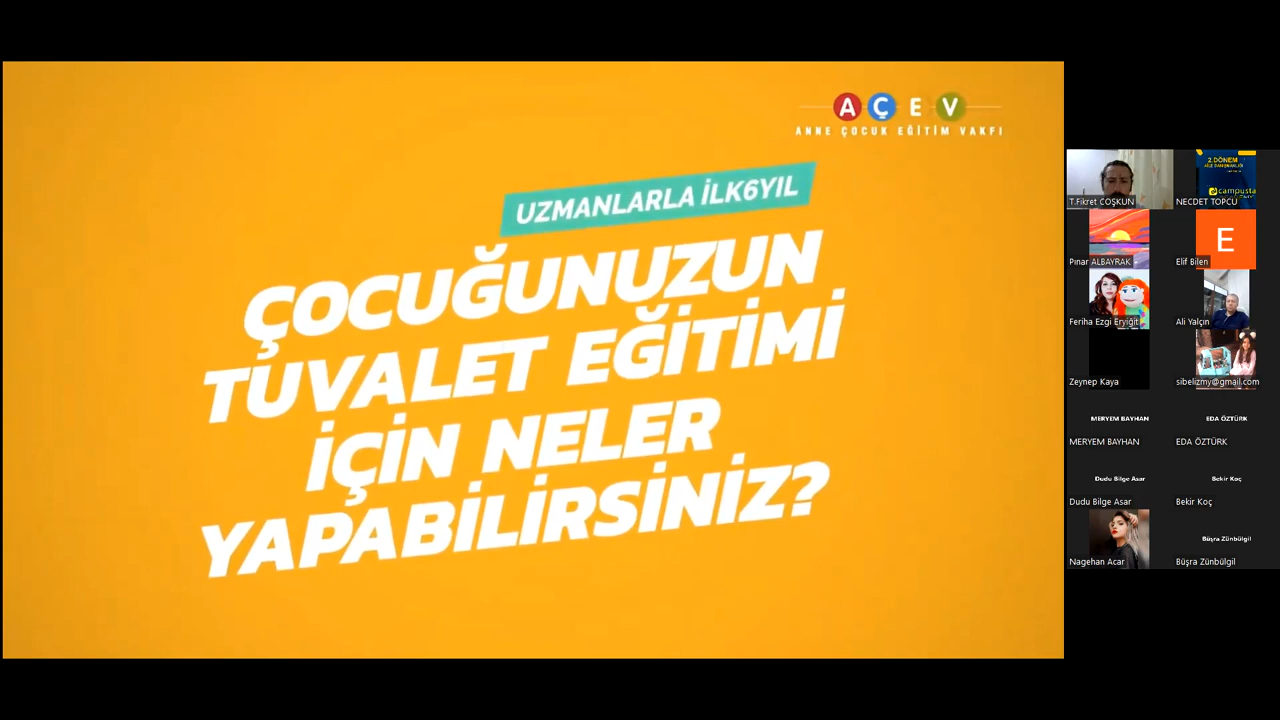 AÇEV
ANNE ÇOCUK EĞİTİM VAKFI
UZMANLARLA İLK6YIL
ÇOCUĞUNUZUN
TUVALET EĞİTİMİ
İÇİN NELER
YAPABİLİRSİNİZ?
T.Fikret COŞKUN
2.DÖNEM
AİLE DANIŞMANLIĞI
campusta
NECDET TOPCU
Pınar ALBAYRAK
E
Elif Bilen
Feriha Ezgi Eryiğit
Ali Yalçın
Zeynep Kaya
sibelizmy@gmail.com
MERYEM BAYHAN
EDA ÖZTÜRK
MERYEM BAYHAN
EDA ÖZTÜRK
Dudu Bilge Asar
Bekir Koç
Dudu Bilge Asar
Bekir Koç
Nagehan Acar
Büşra Zünbülgil
Büşra Zünbülgil